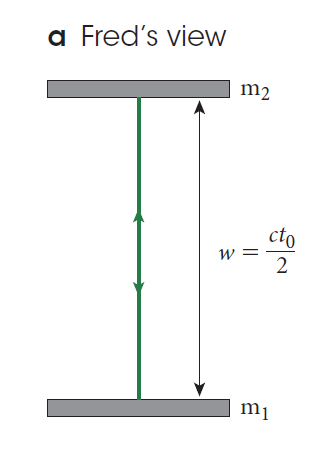 a Fred's view
m₂
w = ct₀/2
m₁